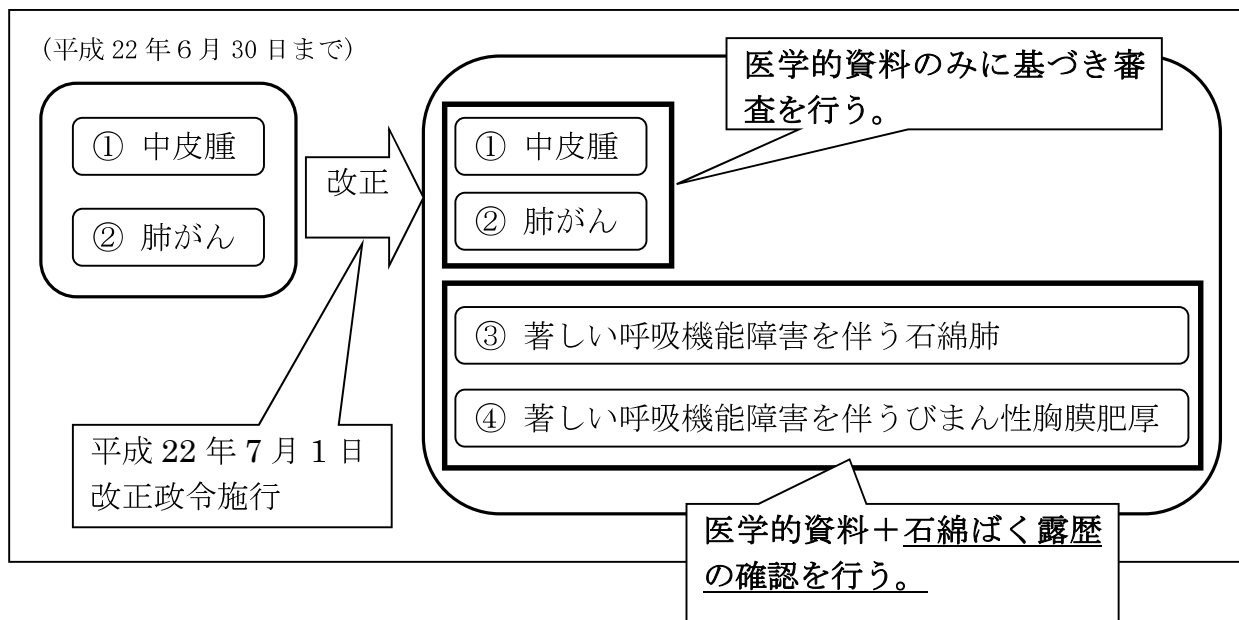 (平成 22 年６月 30 日まで)
① 中皮腫
② 肺がん
改正
平成 22 年 7 月 1 日
改正政令施行
医学的資料のみに基づき審
査を行う。
① 中皮腫
② 肺がん
③ 著しい呼吸機能障害を伴う石綿肺
④ 著しい呼吸機能障害を伴うびまん性胸膜肥厚
医学的資料＋石綿ばく露歴
の確認を行う。